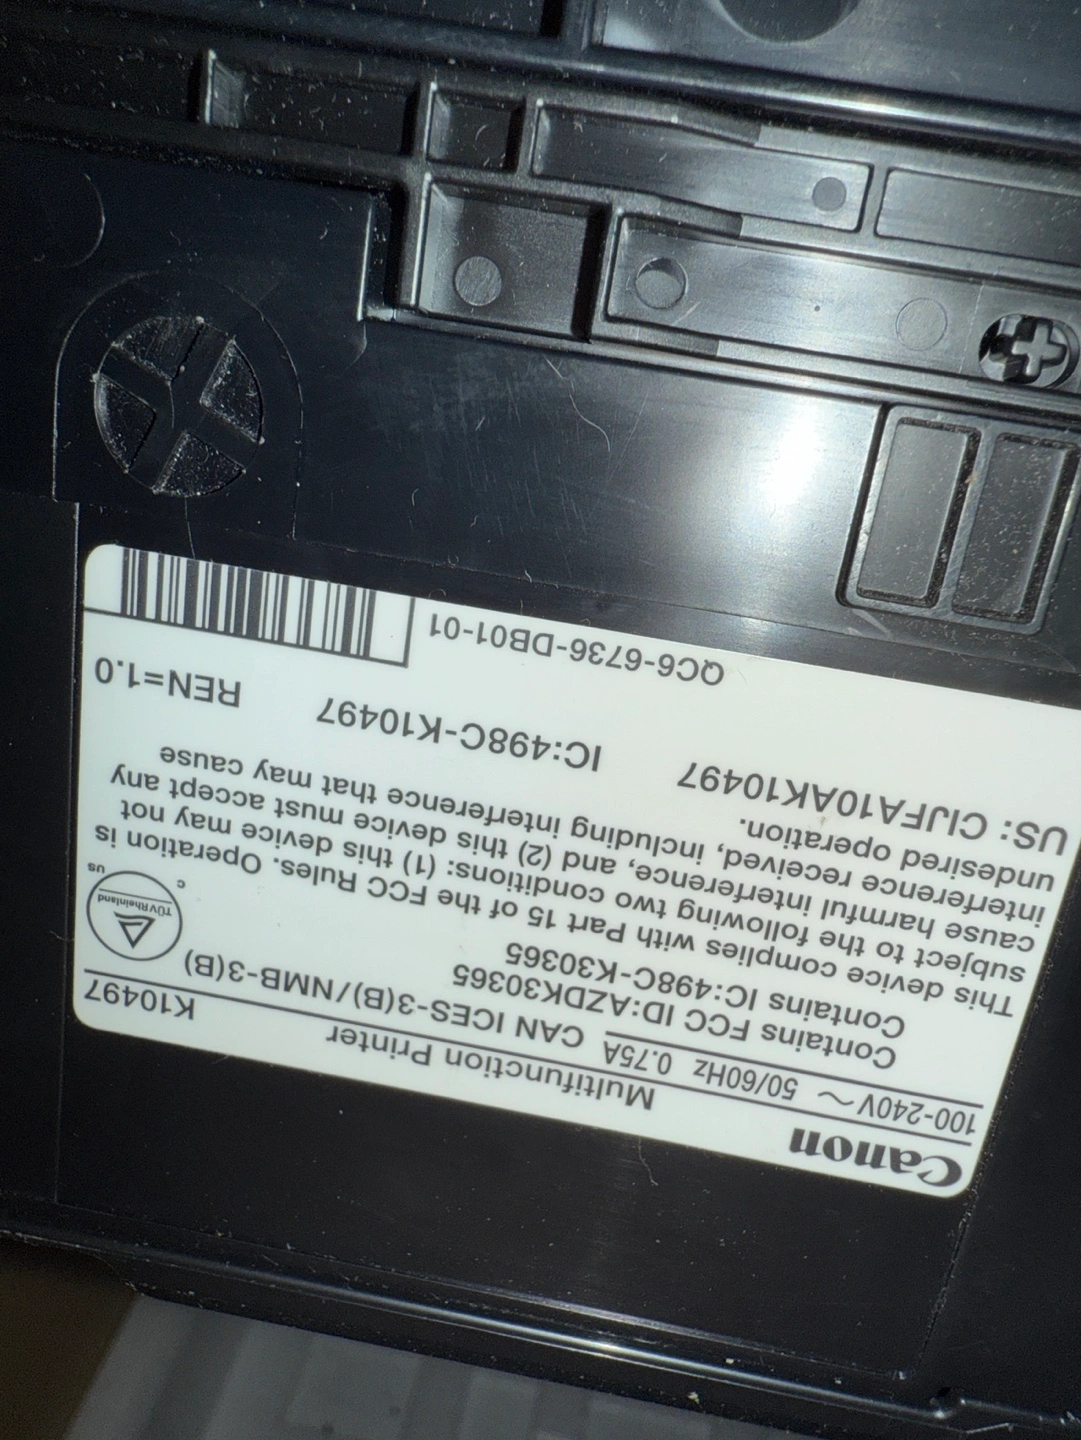 Canon
Multifunction Printer
K10497
100-240V～ 50/60Hz 0.75A
CAN ICES-3(B)/NMB-3(B)
Contains FCC ID:AZDK30365
Contains IC:498C-K30365
TÜVRheinland
C US
This device complies with Part 15 of the FCC Rules. Operation is
subject to the following two conditions: (1) this device may not
cause harmful interference, and (2) this device must accept any
interference received, including interference that may cause
undesired operation.
US: CIJFA10AK10497
IC:498C-K10497
REN=1.0
QC6-6736-DB01-01